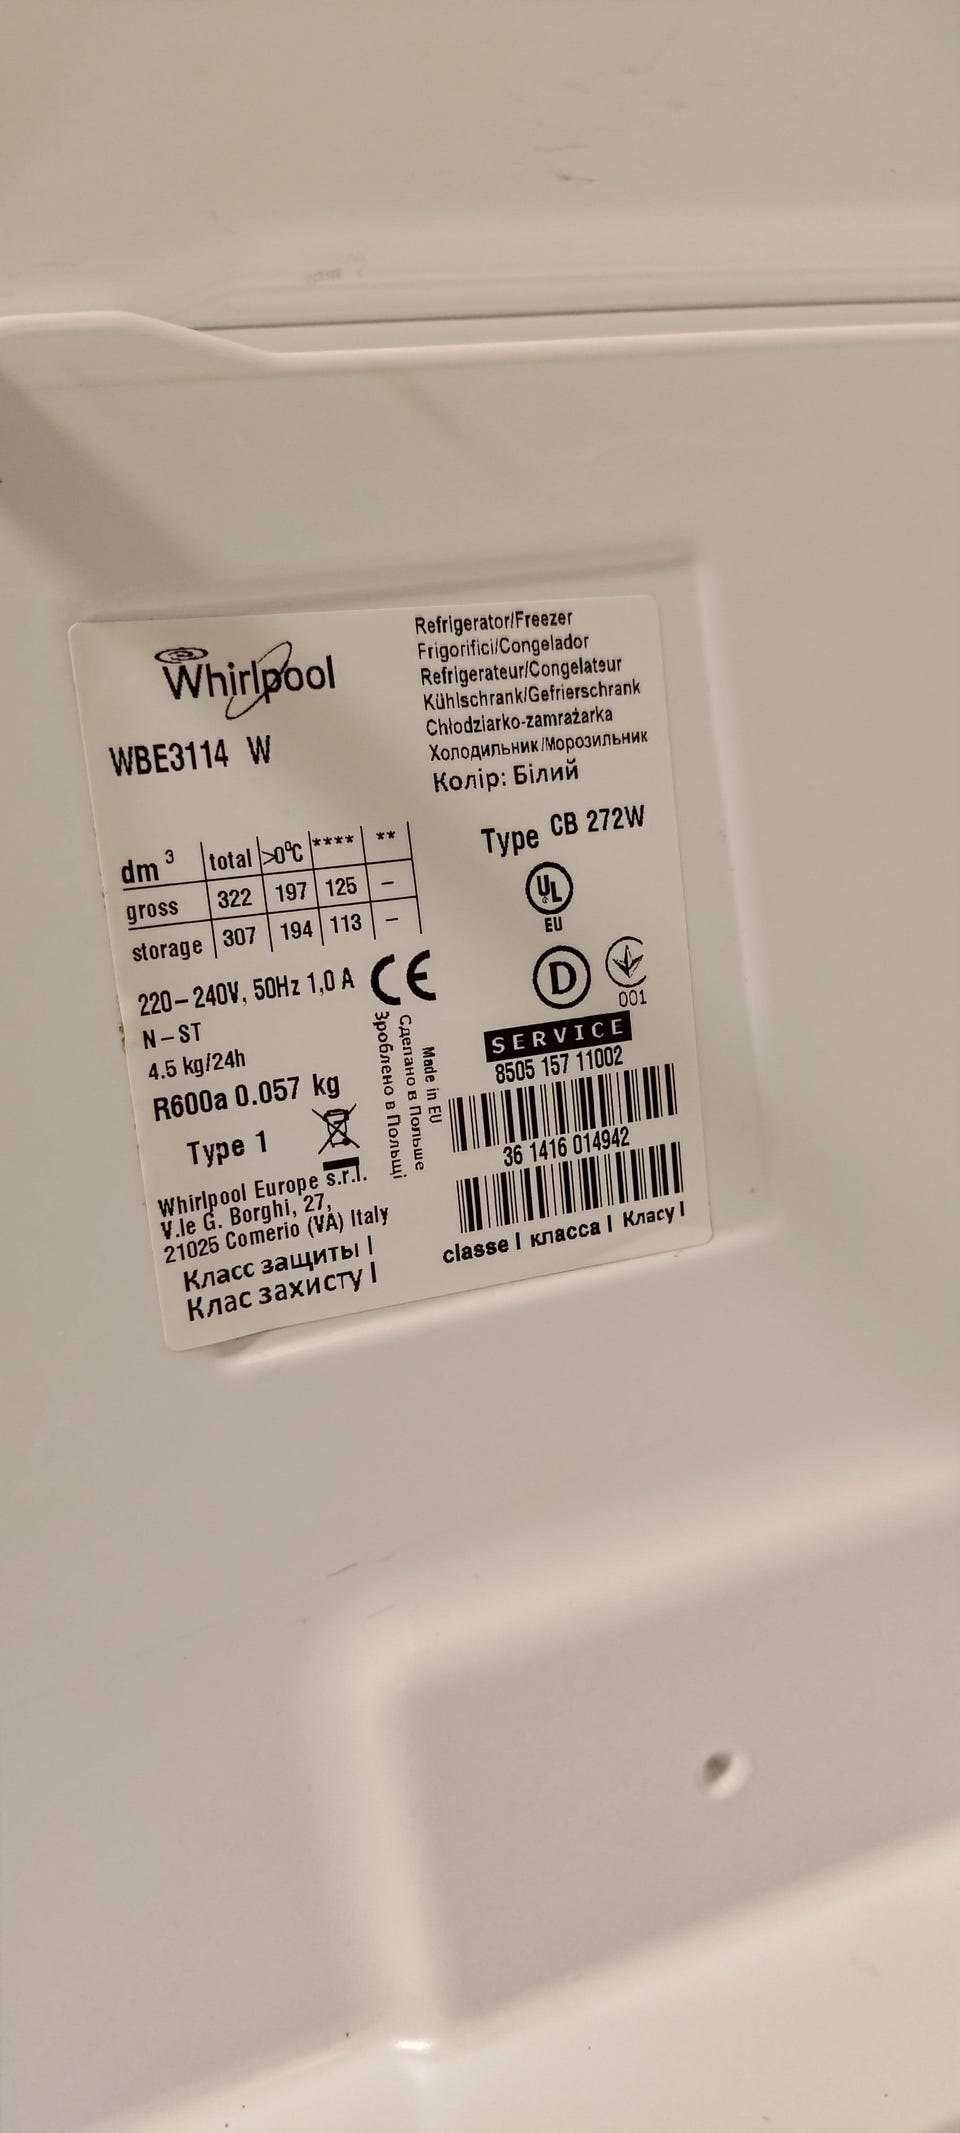 Whirlpool
WBE3114 W
Refrigerator/Freezer
Frigorifici/Congelador
Refrigerateur/Congelateur
Kühlschrank/Gefrierschrank
Chłodziarko-zamrażarka
Холодильник/Морозильник
Колір: Білий
Type CB 272W
dm³ total >0°C **** **
gross 322 197 125 –
storage 307 194 113 –
UL
EU
D
001
220–240V, 50Hz 1,0 A
CE
N–ST
4.5 kg/24h
R600a 0.057 kg
Type 1
Made in EU
Сделано в Польше
Зроблено в Польщі
SERVICE
8505 157 11002
36 1416 014942
Whirlpool Europe s.r.l.
V.le G. Borghi, 27,
21025 Comerio (VA) Italy
Класс защиты I
Клас захисту I
classe I класса I Класу I